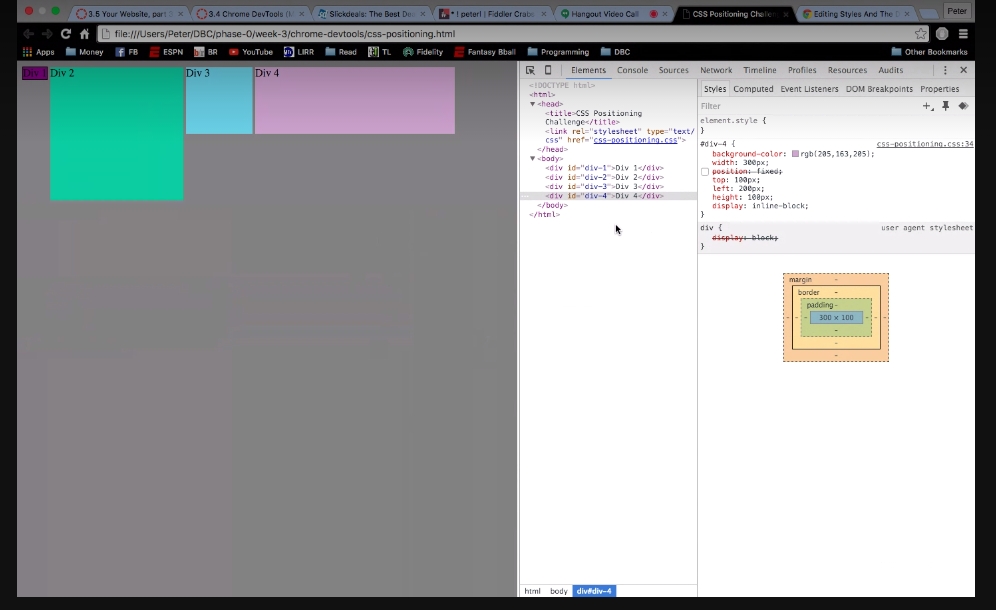 3.5 Your Website, part
3.4 Chrome DevTools (
Slickdeals: The Best De
* ! peterl | Fiddler Crabs
Hangout Video Call
CSS Positioning Challen
Editing Styles And The D
Peter
file:///Users/Peter/DBC/phase-0/week-3/chrome-devtools/css-positioning.html
Apps Money FB ESPN BR YouTube LIRR Read TL Fidelity Fantasy Bball Programming DBC Other Bookmarks
Div 1 Div 2 Div 3 Div 4
Elements Console Sources Network Timeline Profiles Resources Audits
<!DOCTYPE html>
<html>
<head>
<title>CSS Positioning
Challenge</title>
<link rel="stylesheet" type="text/
css" href="css-positioning.css">
</head>
<body>
<div id="div-1">Div 1</div>
<div id="div-2">Div 2</div>
<div id="div-3">Div 3</div>
<div id="div-4">Div 4</div>
</body>
</html>
html body div#div-4
Styles Computed Event Listeners DOM Breakpoints Properties
Filter
element.style {
}
#div-4 { css-positioning.css:34
background-color: rgb(205,163,205);
width: 300px;
position: fixed;
top: 100px;
left: 200px;
height: 100px;
display: inline-block;
}
div { user agent stylesheet
display: block;
}
margin -
border -
padding -
- - - 300 × 100 - - -
-
-
-